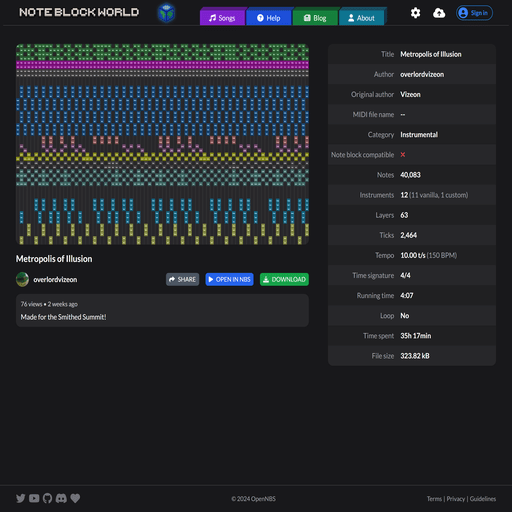 NOTE BLOCK WORLD
Songs
Help
Blog
About
Sign in
Title Metropolis of Illusion
Author overlordvizeon
Original author Vizeon
MIDI file name --
Category Instrumental
Note block compatible
Notes 40,083
Instruments 12 (11 vanilla, 1 custom)
Layers 63
Ticks 2,464
Tempo 10.00 t/s (150 BPM)
Time signature 4/4
Running time 4:07
Loop No
Time spent 35h 17min
File size 323.82 kB
Metropolis of Illusion
overlordvizeon
SHARE
OPEN IN NBS
DOWNLOAD
76 views • 2 weeks ago
Made for the Smithed Summit!
© 2024 OpenNBS
Terms | Privacy | Guidelines